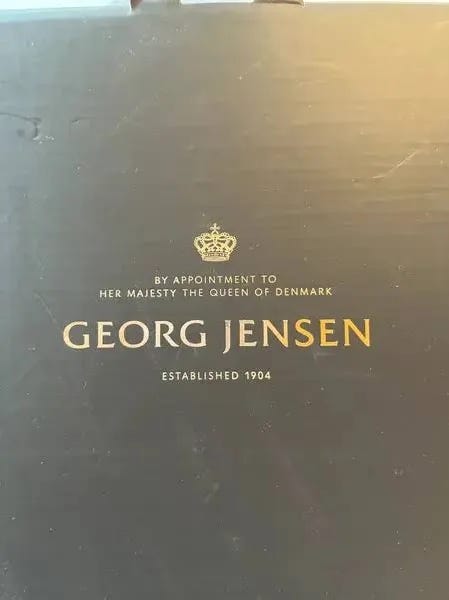 BY APPOINTMENT TO
HER MAJESTY THE QUEEN OF DENMARK
GEORG JENSEN
ESTABLISHED 1904